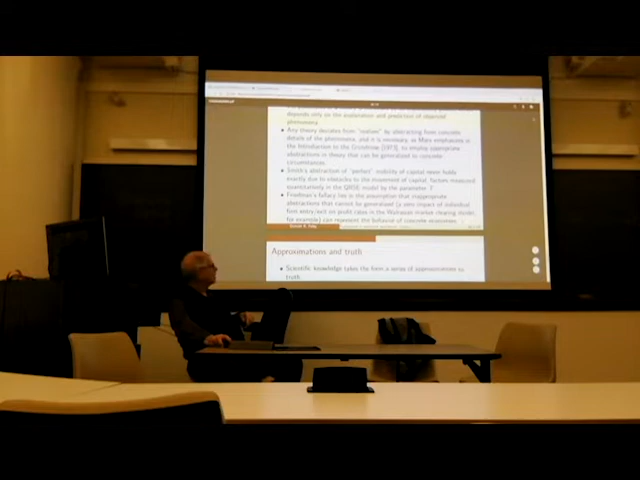 depends only on the explanation and prediction of observed
phenomena.
Any theory deviates from "realism" by abstracting from concrete
details of the phenomena, and it is necessary, as Marx emphasizes in
the Introduction to the Grundrisse [1973], to employ appropriate
abstractions in theory that can be generalized to concrete
circumstances.
Smith's abstraction of "perfect" mobility of capital never holds
exactly due to obstacles to the movement of capital, factors measured
quantitatively in the QRSE model by the parameter T
Friedman's fallacy lies in the assumption that inappropriate
abstractions that cannot be generalized (a zero impact of individual
firm entry/exit on profit rates in the Walrasian market clearing model,
for example) can represent the behavior of concrete economies.
Duncan K. Foley
Approximations and truth
Scientific knowledge takes the form a series of approximations to
truth.